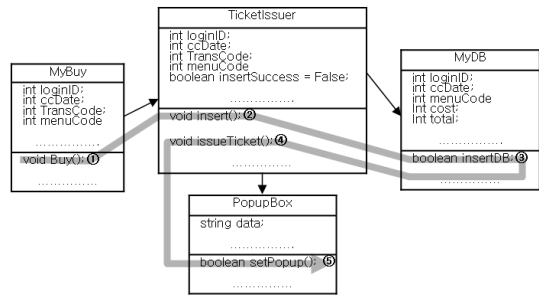 TicketIssuer
int loginID;
int ccDate;
int TransCode;
int menuCode
boolean insertSuccess = False;
...............
void insert(); ②
void issueTicket(); ④
...............
MyBuy
int loginID;
int ccDate;
int TransCode;
int menuCode
void Buy(); ①
...............
MyDB
int loginID;
int ccDate;
int menuCode
Int cost;
Int total;
...............
boolean insertDB; ③
...............
PopupBox
string data;
...............
boolean setPopup(); ⑤
...............